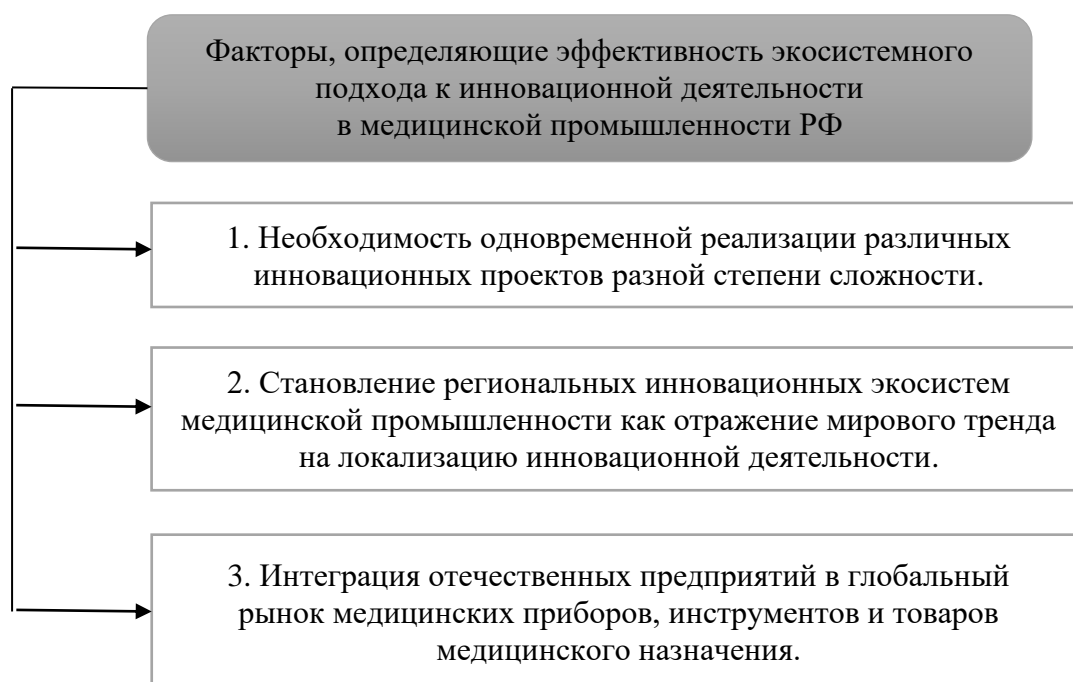 Факторы, определяющие эффективность экосистемного
подхода к инновационной деятельности
в медицинской промышленности РФ
1. Необходимость одновременной реализации различных
инновационных проектов разной степени сложности.
2. Становление региональных инновационных экосистем
медицинской промышленности как отражение мирового тренда
на локализацию инновационной деятельности.
3. Интеграция отечественных предприятий в глобальный
рынок медицинских приборов, инструментов и товаров
медицинского назначения.